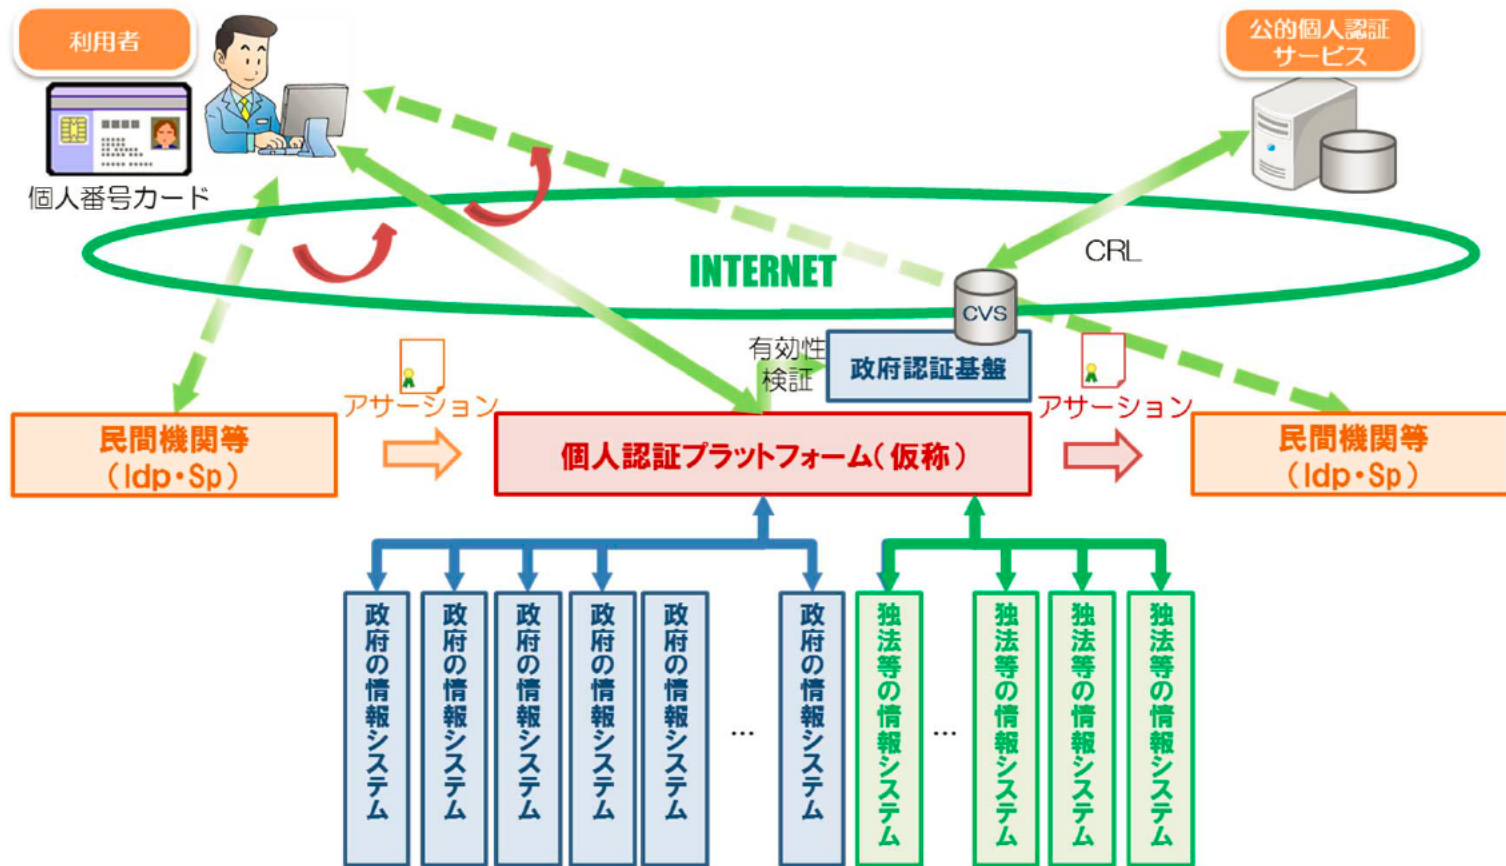 利用者
公的個人認証
サービス
個人番号カード
CRL
INTERNET
CVS
有効性
検証
政府認証基盤
アサーション
アサーション
民間機関等
(Idp・Sp)
個人認証プラットフォーム(仮称)
民間機関等
(Idp・Sp)
政府の情報システム
政府の情報システム
政府の情報システム
政府の情報システム
政府の情報システム
…
政府の情報システム
独法等の情報システム
…
独法等の情報システム
独法等の情報システム
独法等の情報システム